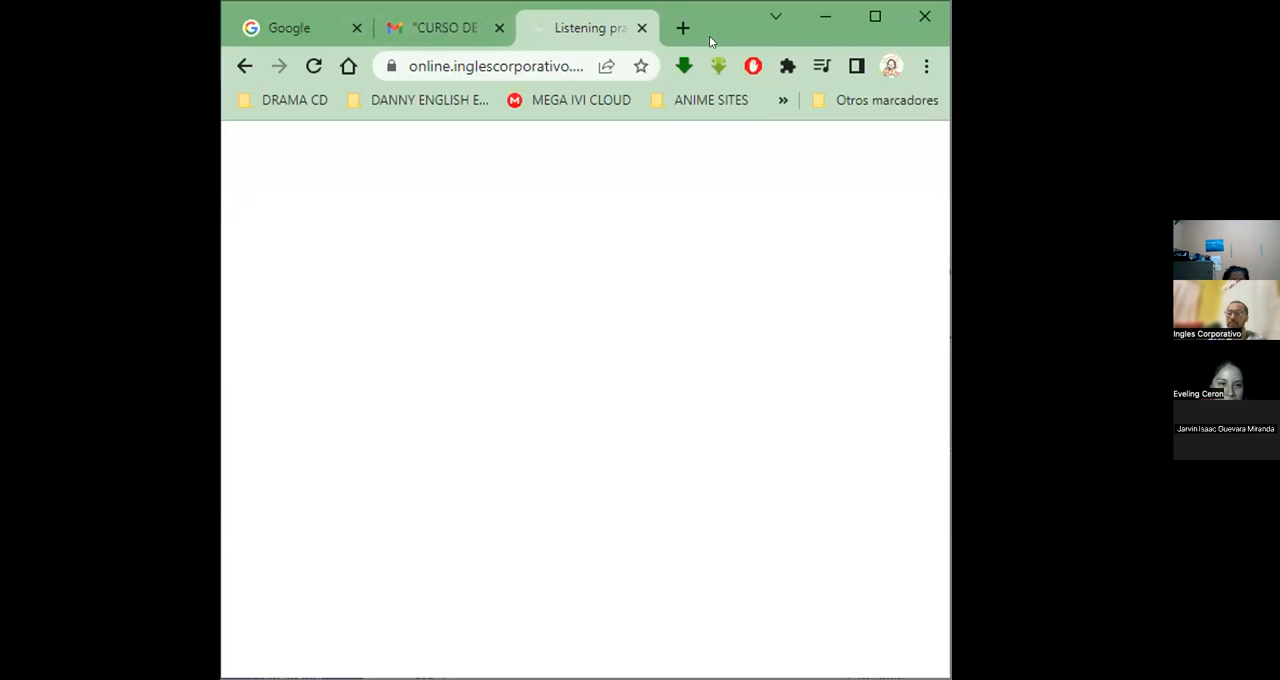 Google
"CURSO DE
Listening pra
online.inglescorporativo....
DRAMA CD
DANNY ENGLISH E...
MEGA IVI CLOUD
ANIME SITES
»
Otros marcadores
Ingles Corporativo
Eveling Ceron
Jarvin Isaac Guevara Miranda